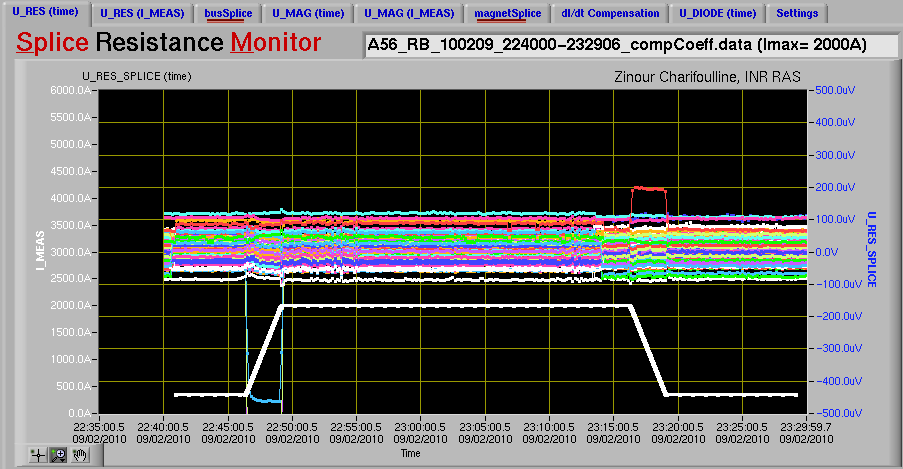 U_RES (time) U_RES (I_MEAS) busSplice U_MAG (time) U_MAG (I_MEAS) magnetSplice dI/dt Compensation U_DIODE (time) Settings
Splice Resistance Monitor A56_RB_100209_224000-232906_compCoeff.data (Imax= 2000A)
U_RES_SPLICE (time) Zinour Charifoulline, INR RAS
6000.0A 500.0uV
5500.0A 400.0uV
5000.0A
4500.0A 300.0uV
4000.0A 200.0uV
3500.0A 100.0uV
3000.0A -0.0uV
2500.0A -100.0uV
2000.0A -200.0uV
1500.0A
1000.0A -300.0uV
500.0A -400.0uV
0.0A -500.0uV
I_MEAS
U_RES_SPLICE
22:35:00.5 22:40:00.5 22:45:00.5 22:50:00.5 22:55:00.5 23:00:00.5 23:05:00.5 23:10:00.5 23:15:00.5 23:20:00.5 23:25:00.5 23:29:59.7
09/02/2010 09/02/2010 09/02/2010 09/02/2010 09/02/2010 09/02/2010 09/02/2010 09/02/2010 09/02/2010 09/02/2010 09/02/2010 09/02/2010
Time